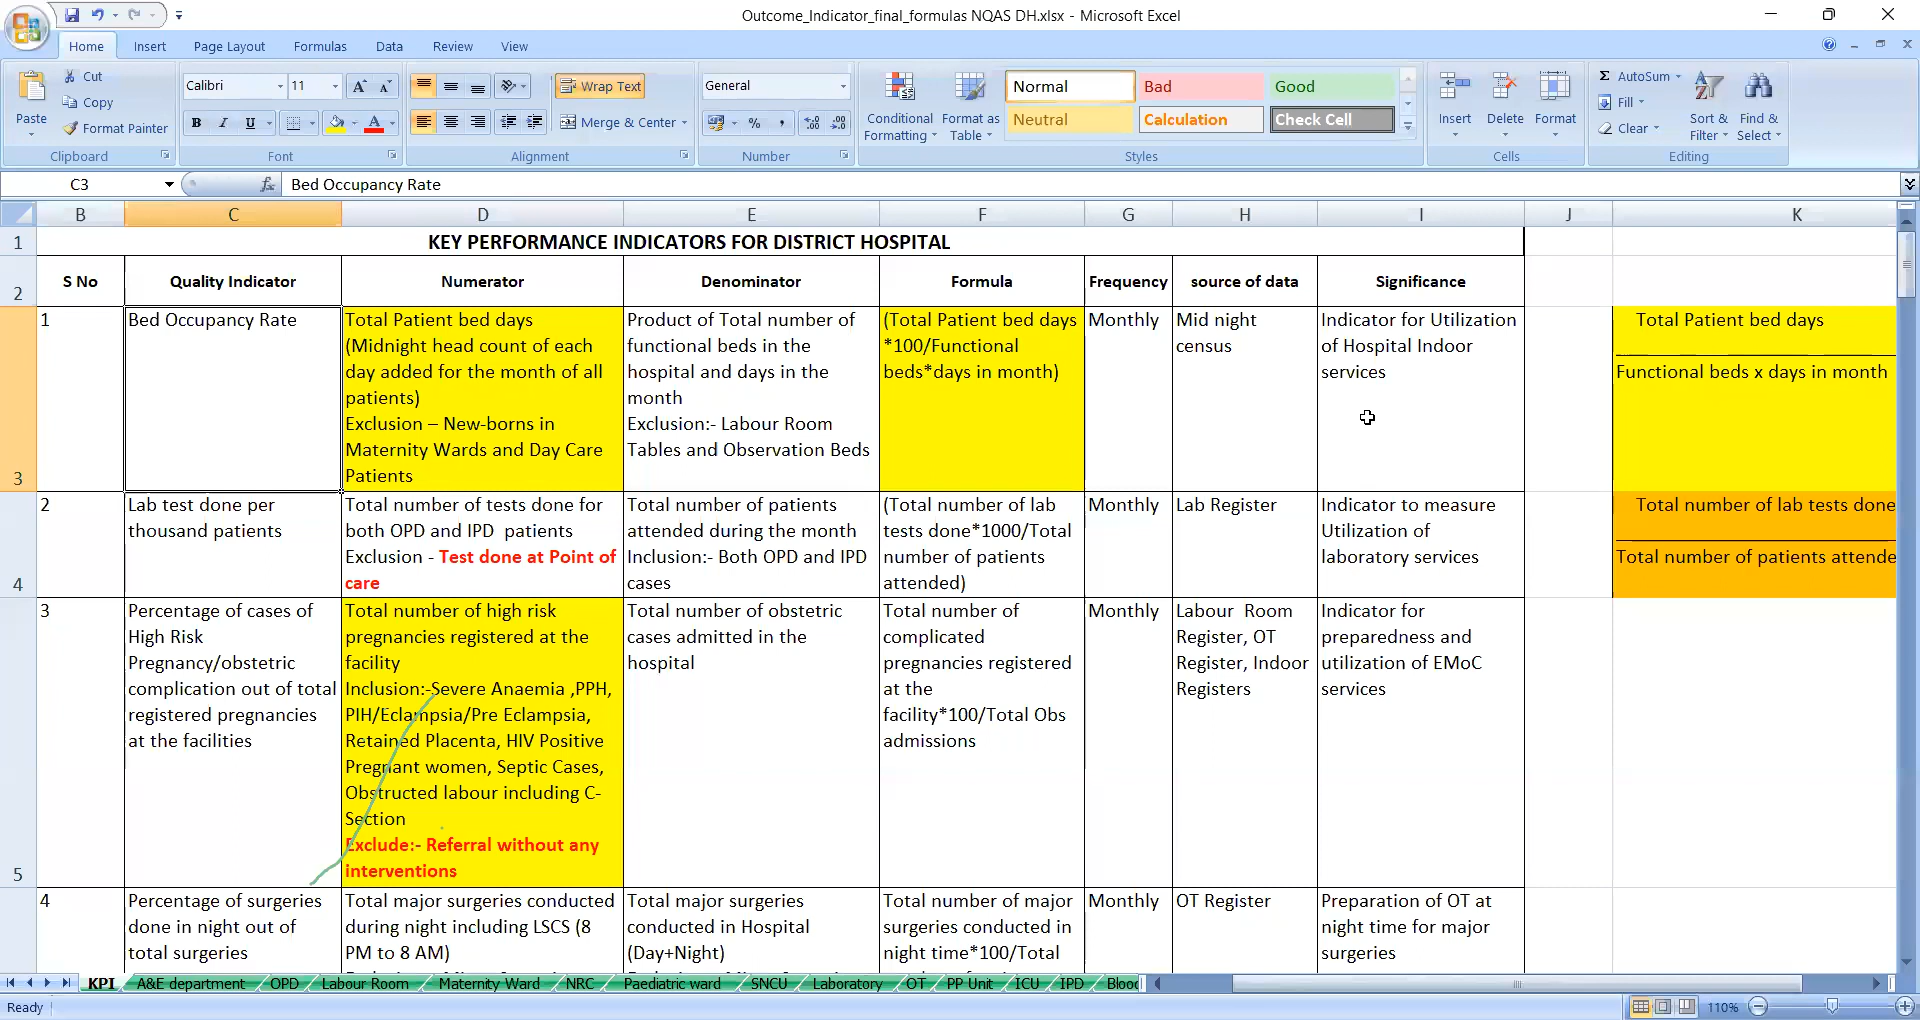 Outcome_Indicator_final_formulas NQAS DH.xlsx - Microsoft Excel
Home Insert Page Layout Formulas Data Review View
Paste
Cut
Copy
Format Painter
Clipboard
Calibri 11
B I U
Font
Wrap Text
Merge & Center
Alignment
General
Number
Conditional Formatting
Format as Table
Normal Bad Good
Neutral Calculation Check Cell
Styles
Insert Delete Format
Cells
Σ AutoSum
Fill
Clear
Sort & Filter
Find & Select
Editing
C3 fx Bed Occupancy Rate
B C D E F G H I J K
1 KEY PERFORMANCE INDICATORS FOR DISTRICT HOSPITAL
2 S No Quality Indicator Numerator Denominator Formula Frequency source of data Significance
3
1
Bed Occupancy Rate
Total Patient bed days
(Midnight head count of each
day added for the month of all
patients)
Exclusion – New-borns in
Maternity Wards and Day Care
Patients
Product of Total number of
functional beds in the
hospital and days in the
month
Exclusion:- Labour Room
Tables and Observation Beds
(Total Patient bed days
*100/Functional
beds*days in month)
Monthly
Mid night
census
Indicator for Utilization
of Hospital Indoor
services
Total Patient bed days
Functional beds x days in month
4
2
Lab test done per
thousand patients
Total number of tests done for
both OPD and IPD patients
Exclusion - Test done at Point of
care
Total number of patients
attended during the month
Inclusion:- Both OPD and IPD
cases
(Total number of lab
tests done*1000/Total
number of patients
attended)
Monthly
Lab Register
Indicator to measure
Utilization of
laboratory services
Total number of lab tests done
Total number of patients attende
5
3
Percentage of cases of
High Risk
Pregnancy/obstetric
complication out of total
registered pregnancies
at the facilities
Total number of high risk
pregnancies registered at the
facility
Inclusion:-Severe Anaemia ,PPH,
PIH/Eclampsia/Pre Eclampsia,
Retained Placenta, HIV Positive
Pregnant women, Septic Cases,
Obstructed labour including C-
Section
Exclude:- Referral without any
interventions
Total number of obstetric
cases admitted in the
hospital
Total number of
complicated
pregnancies registered
at the
facility*100/Total Obs
admissions
Monthly
Labour Room
Register, OT
Register, Indoor
Registers
Indicator for
preparedness and
utilization of EMoC
services
4
Percentage of surgeries
done in night out of
total surgeries
Total major surgeries conducted
during night including LSCS (8
PM to 8 AM)
Total major surgeries
conducted in Hospital
(Day+Night)
Total number of major
surgeries conducted in
night time*100/Total
Monthly
OT Register
Preparation of OT at
night time for major
surgeries
KPI A&E department OPD Labour Room Maternity Ward NRC Paediatric ward SNCU Laboratory OT PP Unit ICU IPD Blood
Ready 110%